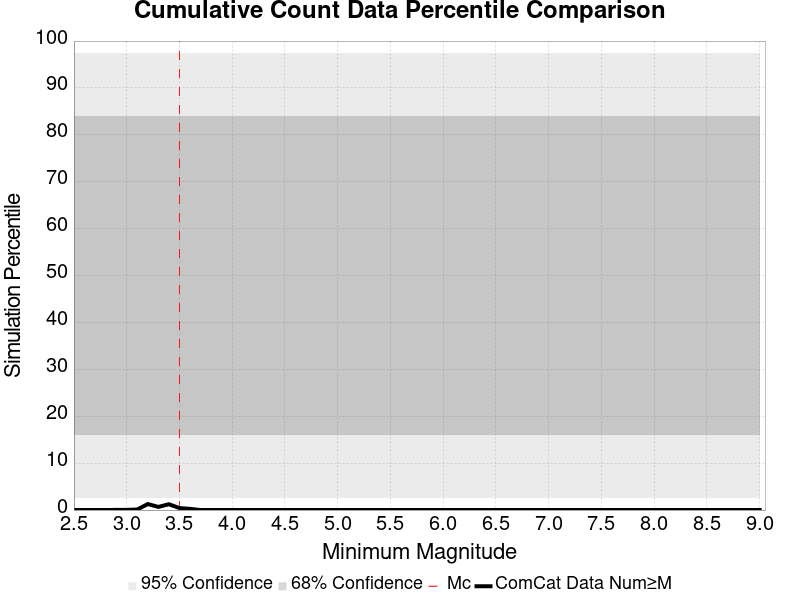 Cumulative Count Data Percentile Comparison
100
90
80
70
60
50
40
30
20
10
0
Simulation Percentile
2.5 3.0 3.5 4.0 4.5 5.0 5.5 6.0 6.5 7.0 7.5 8.0 8.5 9.0
Minimum Magnitude
95% Confidence 68% Confidence Mc ComCat Data Num≥M